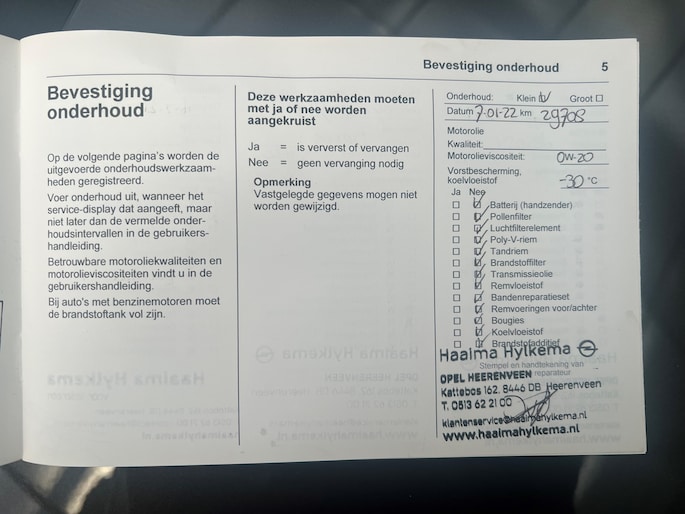 Bevestiging onderhoud 5
Bevestiging
onderhoud
Op de volgende pagina's worden de
uitgevoerde onderhoudswerkzaam-
heden geregistreerd.
Voer onderhoud uit, wanneer het
service-display dat aangeeft, maar
niet later dan de vermelde onder-
houdsintervallen in de gebruikers-
handleiding.
Betrouwbare motoroliekwaliteiten en
motorolieviscositeiten vindt u in de
gebruikershandleiding.
Bij auto's met benzinemotoren moet
de brandstoftank vol zijn.
Deze werkzaamheden moeten
met ja of nee worden
aangekruist
Ja = is ververst of vervangen
Nee = geen vervanging nodig
Opmerking
Vastgelegde gegevens mogen niet
worden gewijzigd.
Onderhoud: Klein Groot
Datum 7-01-22 km 29708
Motorolie
Kwaliteit:
Motorolieviscositeit: 0W-20
Vorstbescherming,
koelvloeistof -30 °C
Ja Nee
Batterij (handzender)
Pollenfilter
Luchtfilterelement
Poly-V-riem
Tandriem
Brandstoffilter
Transmissieolie
Remvloeistof
Bandenreparatieset
Remvoeringen voor/achter
Bougies
Koelvloeistof
Brandstofadditief
Haaima Hylkema
Stempel en handtekening van
OPEL HEERENVEEN reparateur
Kattebos 162. 8446 DB Heerenveen
T. 0513 62 21 00
klantenservice@haaimahylkema.nl
www.haaimahylkema.nl